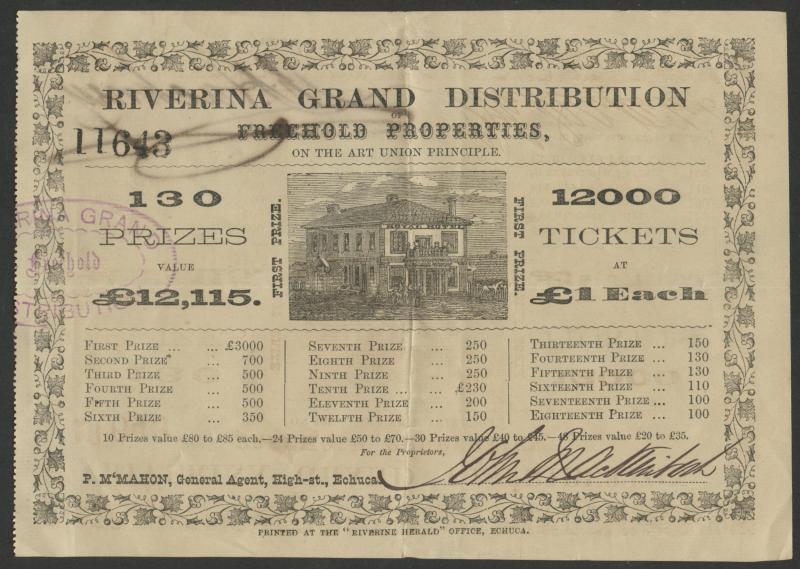 RIVERINA GRAND DISTRIBUTION
OF
FREEHOLD PROPERTIES,
11643
ON THE ART UNION PRINCIPLE.
130
PRIZES
VALUE
£12,115.
FIRST PRIZE.
ROYAL HOTEL
FIRST PRIZE.
12000
TICKETS
AT
£1 Each
RINA GRAND
Freehold
DISTRIBUTION
FIRST PRIZE ... ... £3000
SECOND PRIZE ... 700
THIRD PRIZE ... 500
FOURTH PRIZE ... 500
FIFTH PRIZE ... 500
SIXTH PRIZE ... 350
SEVENTH PRIZE ... 250
EIGHTH PRIZE ... 250
NINTH PRIZE ... 250
TENTH PRIZE ... £230
ELEVENTH PRIZE ... 200
TWELFTH PRIZE ... 150
THIRTEENTH PRIZE ... 150
FOURTEENTH PRIZE ... 130
FIFTEENTH PRIZE ... 130
SIXTEENTH PRIZE ... 110
SEVENTEENTH PRIZE ... 100
EIGHTEENTH PRIZE ... 100
10 Prizes value £80 to £85 each.—24 Prizes value £50 to £70.—30 Prizes value £40 to £45.—48 Prizes value £20 to £35.
For the Proprietors,
P. M'MAHON, General Agent, High-st., Echuca
John
PRINTED AT THE "RIVERINE HERALD" OFFICE, ECHUCA.